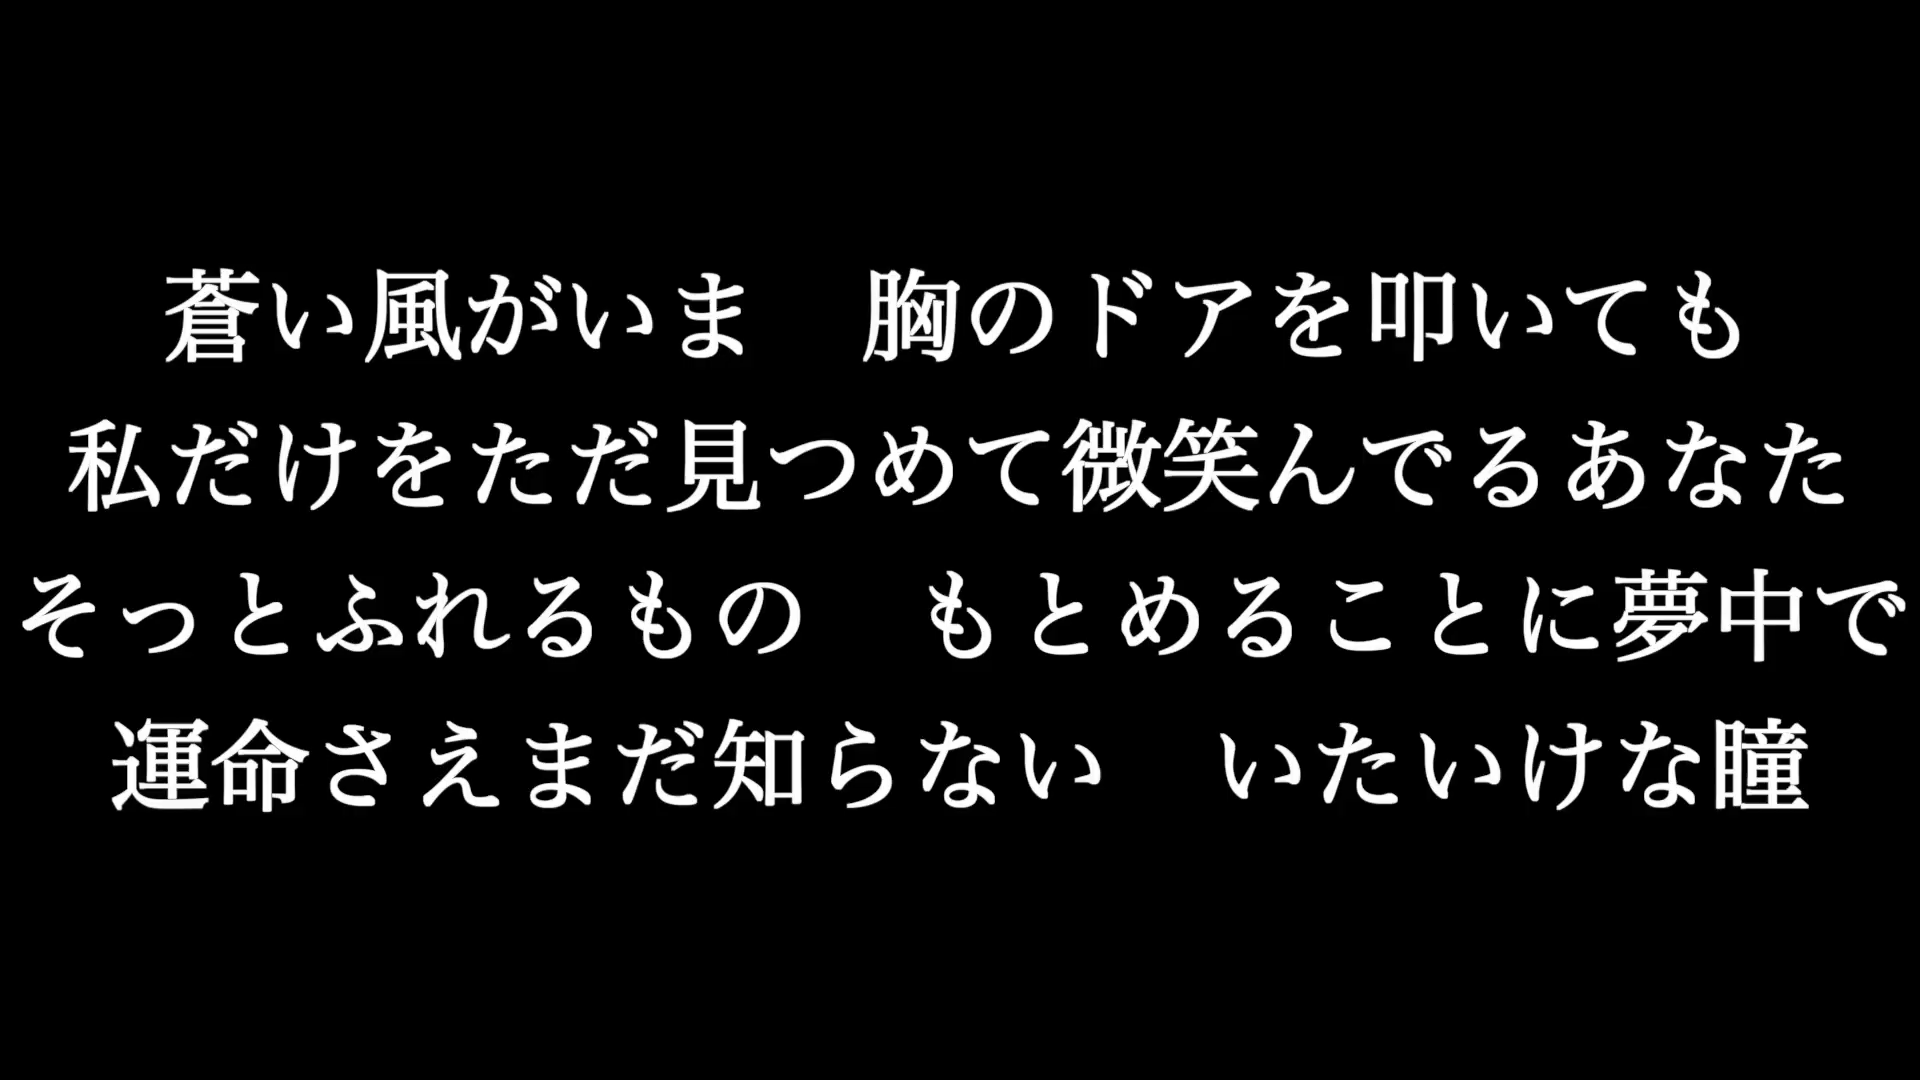 蒼い風がいま　胸のドアを叩いても
私だけをただ見つめて微笑んでるあなた
そっとふれるもの　もとめることに夢中で
運命さえまだ知らない　いたいけな瞳